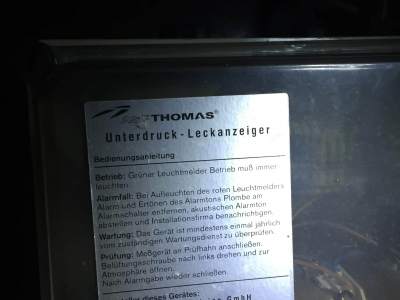 THOMAS®
Unterdruck-Leckanzeiger
Bedienungsanleitung
Betrieb: Grüner Leuchtmelder Betrieb muß immer
leuchten.
Alarmfall: Bei Aufleuchten des roten Leuchtmelders
Alarm und Ertönen des Alarmtons Plombe am
Alarmschalter entfernen, akustischen Alarmton
abstellen und Installationsfirma benachrichtigen.
Wartung: Das Gerät ist mindestens einmal jährlich
vom zuständigen Wartungsdienst zu überprüfen.
Prüfung: Meßgerät an Prüfhahn anschließen.
Belüftungsschraube nach links drehen und zur
Atmosphäre öffnen.
Nach Alarmgabe wieder schließen.
dieses Gerätes:
GmbH